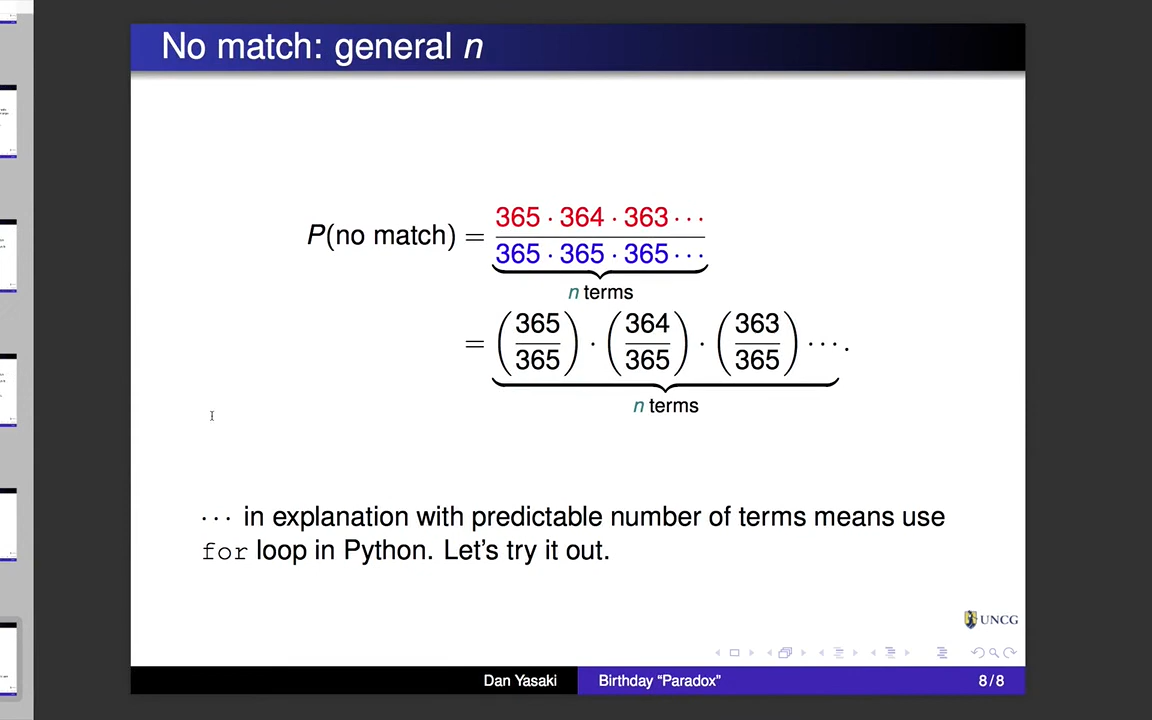 No match: general n
P(no match) = 365 · 364 · 363 · · ·
365 · 365 · 365 · · ·
n terms
= (365/365) · (364/365) · (363/365) · · · .
n terms
· · · in explanation with predictable number of terms means use
for loop in Python. Let's try it out.
UNCG
Dan Yasaki Birthday “Paradox” 8/8